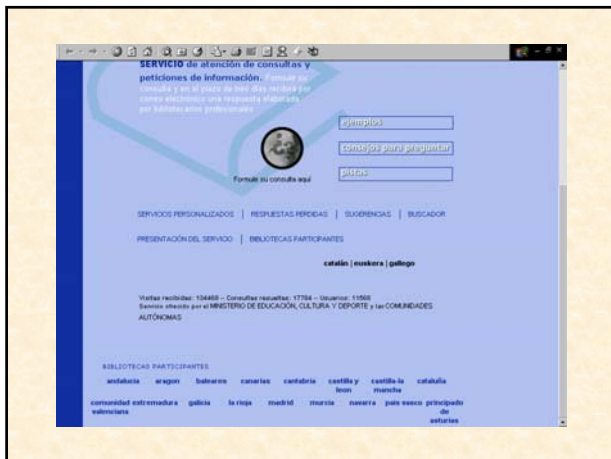 SERVICIO de atención de consultas y
peticiones de información. Formule su
consulta y en el plazo de tres días recibirá por
correo electrónico una respuesta elaborada
por bibliotecarios profesionales
ejemplos
consejos para preguntar
pistas
Formule su consulta aquí
SERVICIOS PERSONALIZADOS | RESPUESTAS PERDIDAS | SUGERENCIAS | BUSCADOR
PRESENTACIÓN DEL SERVICIO | BIBLIOTECAS PARTICIPANTES
catalán | euskera | gallego
Visitas recibidas: 134468 – Consultas resueltas: 17784 – Usuarios: 11568
Servicio ofrecido por el MINISTERIO DE EDUCACIÓN, CULTURA Y DEPORTE y las COMUNIDADES
AUTÓNOMAS
BIBLIOTECAS PARTICIPANTES
andalucía aragon baleares canarias cantabria castilla y leon castilla-la mancha cataluña
comunidad valenciana extremadura galicia la rioja madrid murcia navarra pais vasco principado de asturias